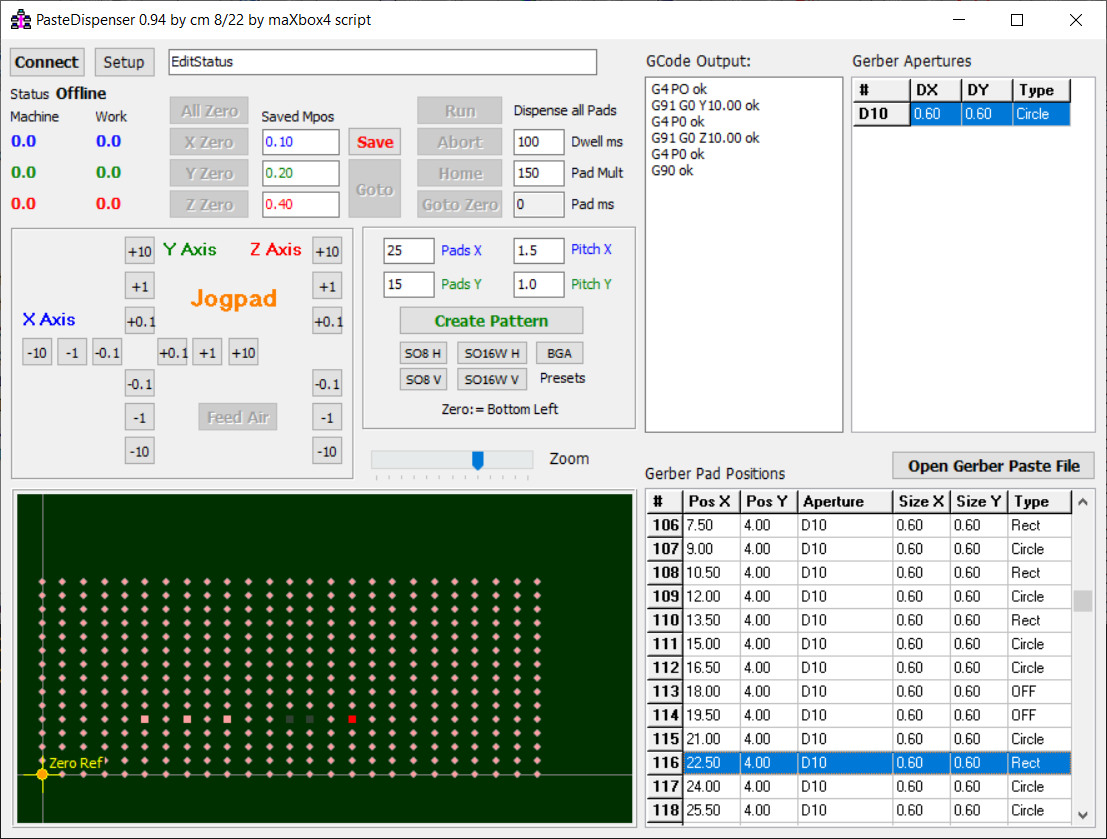 PasteDispenser 0.94 by cm 8/22 by maXbox4 script
Connect Setup EditStatus
Status Offline
Machine Work
0.0 0.0
0.0 0.0
0.0 0.0
All Zero
X Zero
Y Zero
Z Zero
Saved Mpos
0.10 Save
0.20
0.40
Goto
Run
Abort
Home
Goto Zero
Dispense all Pads
100 Dwell ms
150 Pad Mult
0 Pad ms
GCode Output:
G4 P0 ok
G91 G0 Y10.00 ok
G4 P0 ok
G91 G0 Z10.00 ok
G4 P0 ok
G90 ok
Gerber Apertures
# DX DY Type
D10 0.60 0.60 Circle
+10 Y Axis Z Axis +10
+1 +1
Jogpad
+0.1 +0.1
X Axis
-10 -1 -0.1 +0.1 +1 +10
-0.1 -0.1
-1 Feed Air -1
-10 -10
25 Pads X 1.5 Pitch X
15 Pads Y 1.0 Pitch Y
Create Pattern
SO8 H SO16W H BGA
SO8 V SO16W V Presets
Zero:= Bottom Left
Zoom
Zero Ref
Gerber Pad Positions Open Gerber Paste File
# Pos X Pos Y Aperture Size X Size Y Type
106 7.50 4.00 D10 0.60 0.60 Rect
107 9.00 4.00 D10 0.60 0.60 Circle
108 10.50 4.00 D10 0.60 0.60 Rect
109 12.00 4.00 D10 0.60 0.60 Circle
110 13.50 4.00 D10 0.60 0.60 Rect
111 15.00 4.00 D10 0.60 0.60 Circle
112 16.50 4.00 D10 0.60 0.60 Circle
113 18.00 4.00 D10 0.60 0.60 OFF
114 19.50 4.00 D10 0.60 0.60 OFF
115 21.00 4.00 D10 0.60 0.60 Circle
116 22.50 4.00 D10 0.60 0.60 Rect
117 24.00 4.00 D10 0.60 0.60 Circle
118 25.50 4.00 D10 0.60 0.60 Circle